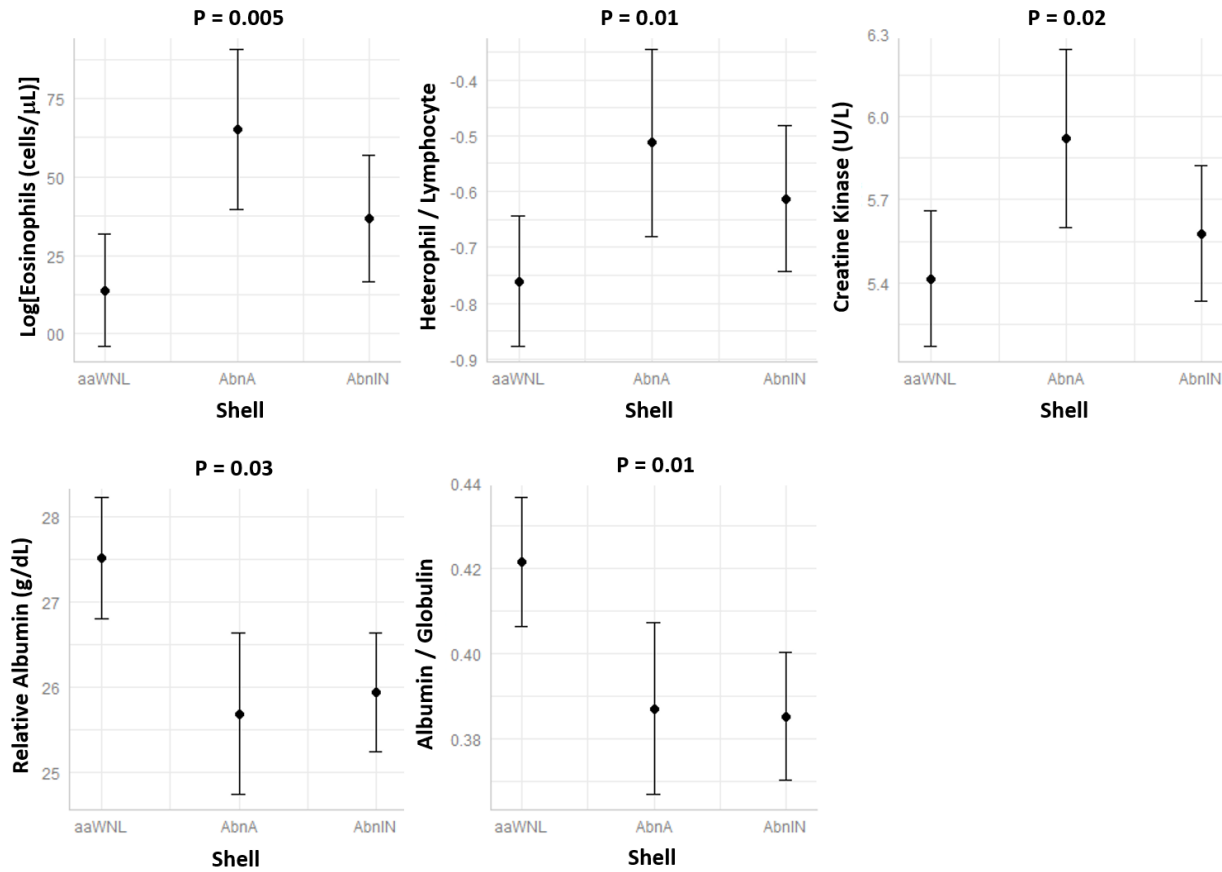 P = 0.005
Log[Eosinophils (cells/µL)]
75
50
25
00
aaWNL AbnA AbnIN
Shell
P = 0.01
Heterophil / Lymphocyte
-0.4
-0.5
-0.6
-0.7
-0.8
-0.9
aaWNL AbnA AbnIN
Shell
P = 0.02
Creatine Kinase (U/L)
6.3
6.0
5.7
5.4
aaWNL AbnA AbnIN
Shell
P = 0.03
Relative Albumin (g/dL)
28
27
26
25
aaWNL AbnA AbnIN
Shell
P = 0.01
Albumin / Globulin
0.44
0.42
0.40
0.38
aaWNL AbnA AbnIN
Shell